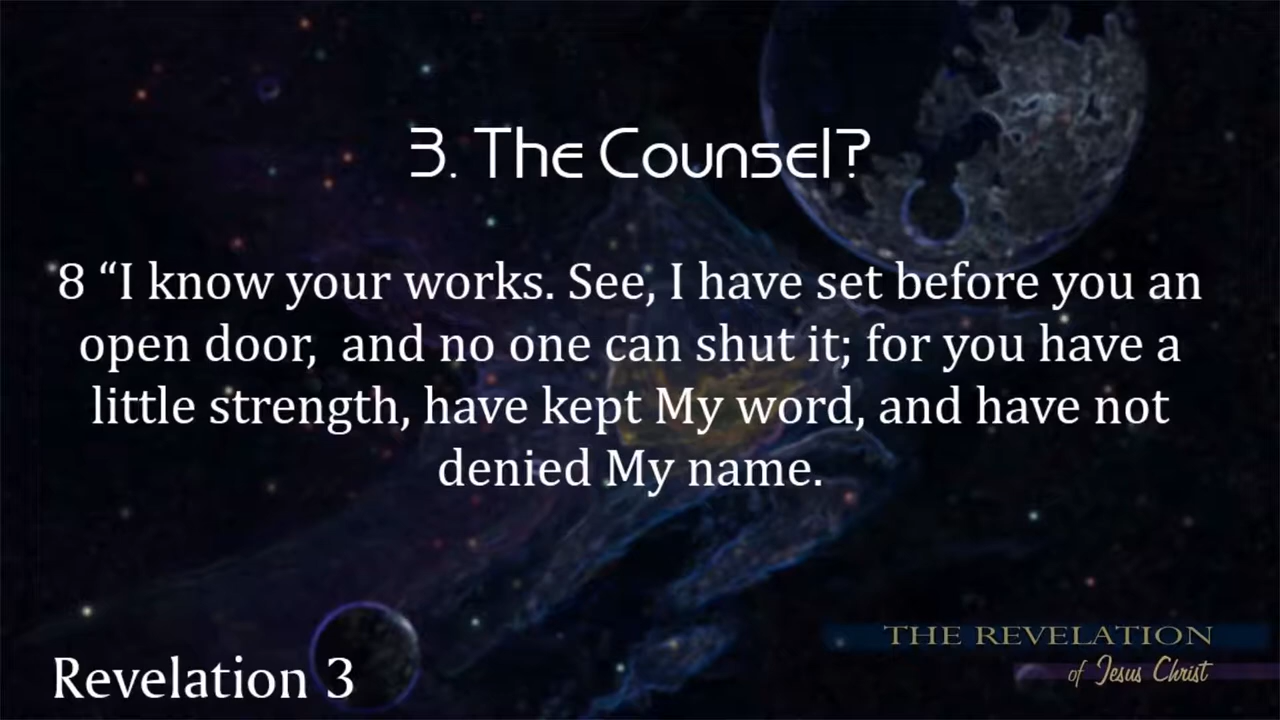 3. The Counsel?
8 “I know your works. See, I have set before you an
open door,  and no one can shut it; for you have a
little strength, have kept My word, and have not
denied My name.
THE REVELATION
of Jesus Christ
Revelation 3